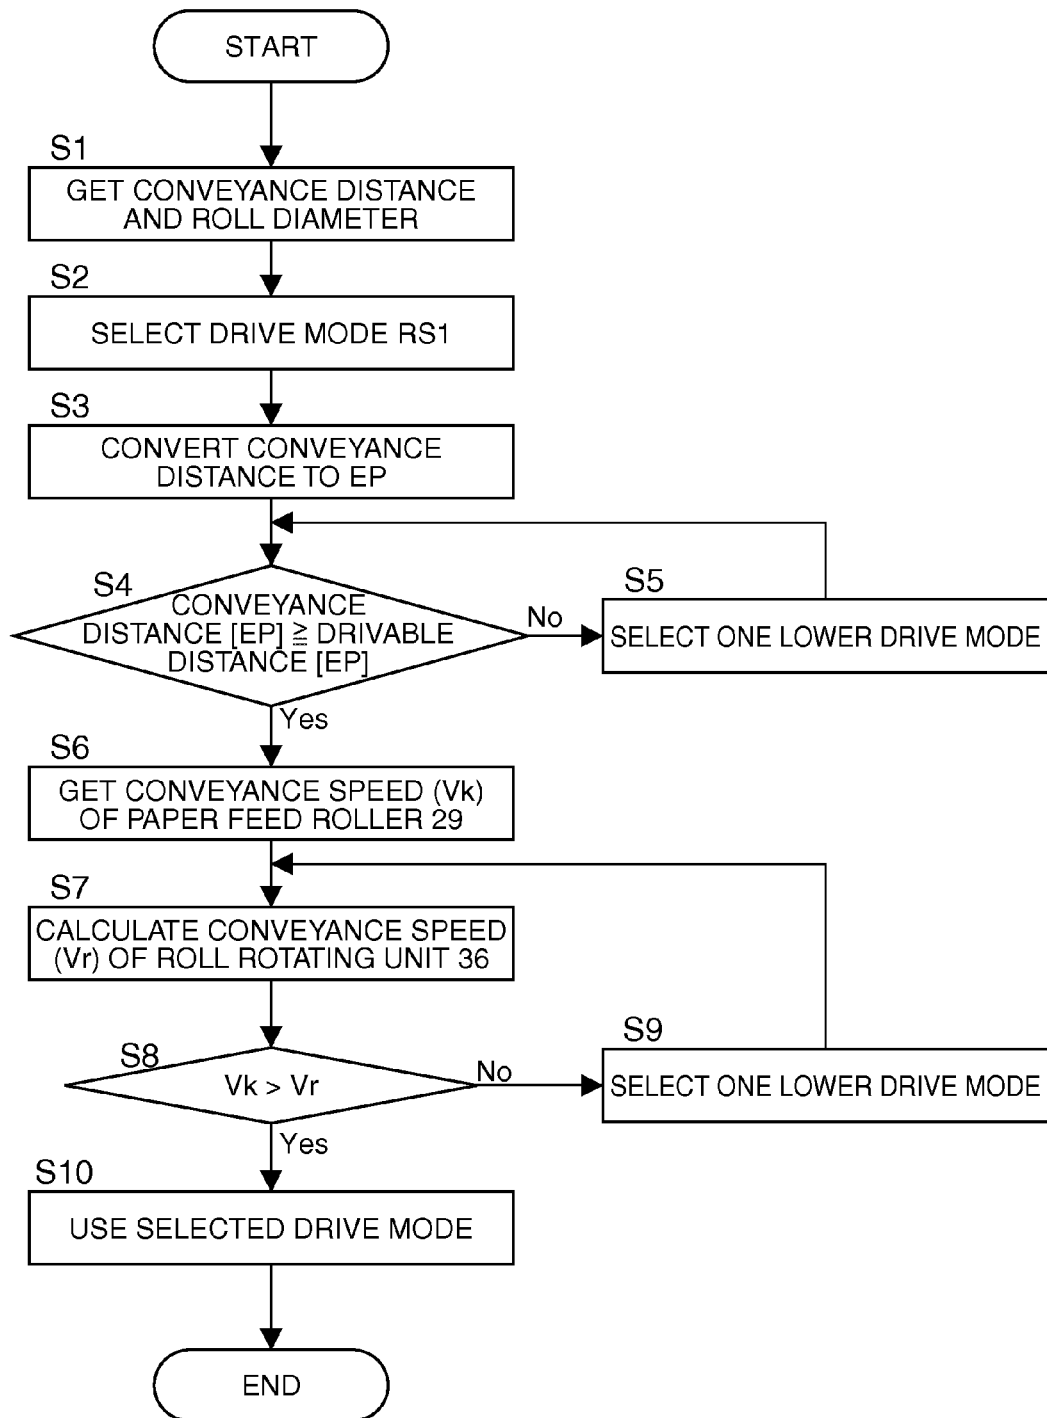 START
S1
GET CONVEYANCE DISTANCE
AND ROLL DIAMETER
S2
SELECT DRIVE MODE RS1
S3
CONVERT CONVEYANCE
DISTANCE TO EP
S4
CONVEYANCE
DISTANCE [EP] ≧ DRIVABLE
DISTANCE [EP]
No
S5
SELECT ONE LOWER DRIVE MODE
Yes
S6
GET CONVEYANCE SPEED (Vk)
OF PAPER FEED ROLLER 29
S7
CALCULATE CONVEYANCE SPEED
(Vr) OF ROLL ROTATING UNIT 36
S8
Vk > Vr
No
S9
SELECT ONE LOWER DRIVE MODE
Yes
S10
USE SELECTED DRIVE MODE
END